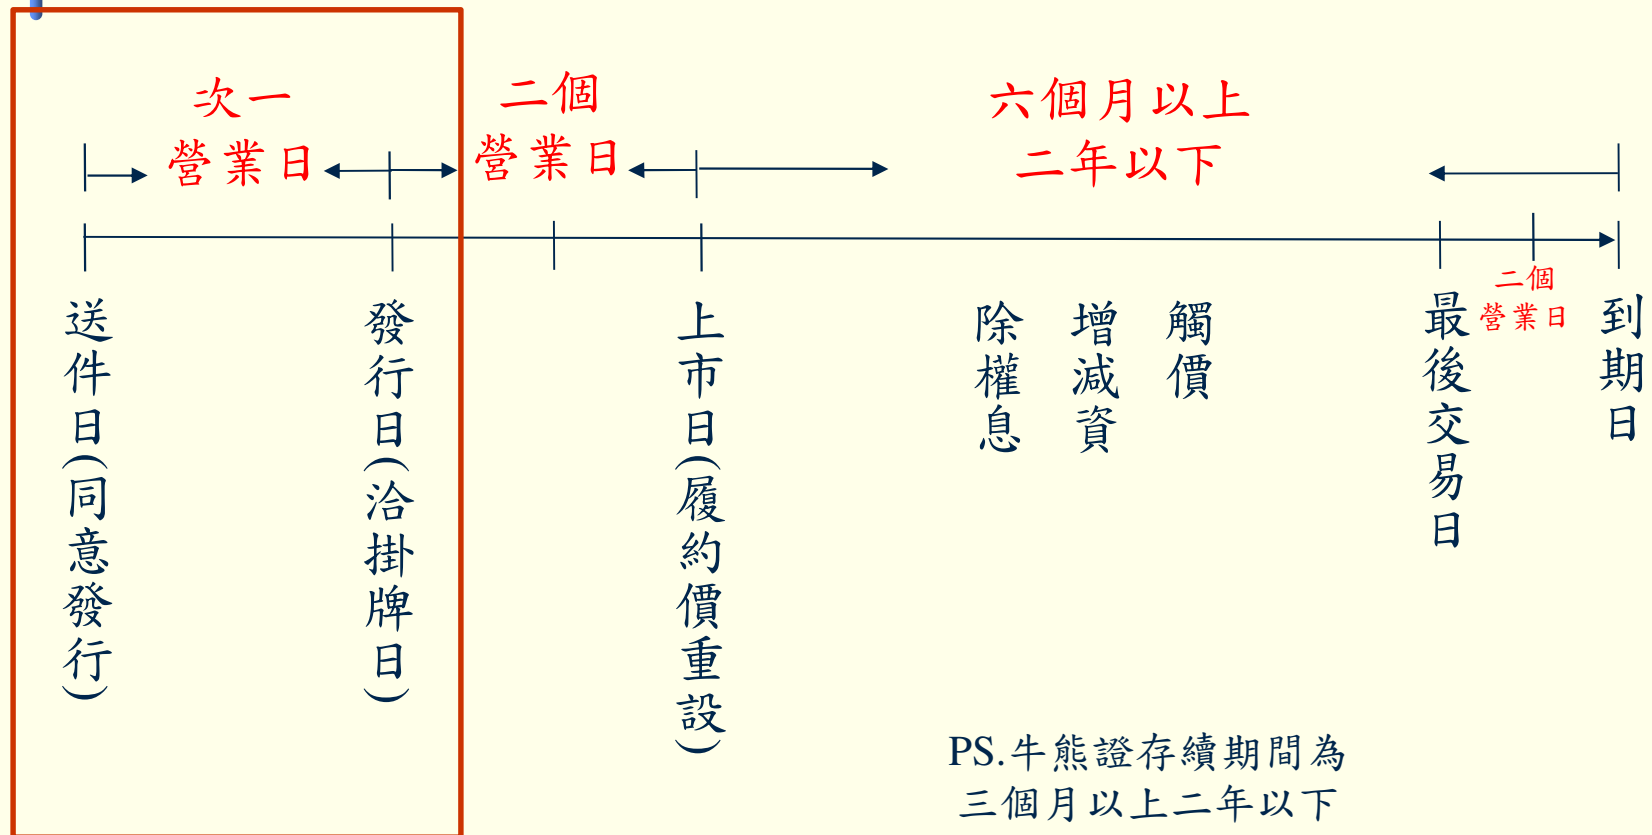 次一
營業日
二個
營業日
六個月以上
二年以下
送件日(同意發行)
發行日(洽掛牌日)
上市日(履約價重設)
除權息
增減資
觸價
最後交易日
二個
營業日
到期日
PS.牛熊證存續期間為
三個月以上二年以下